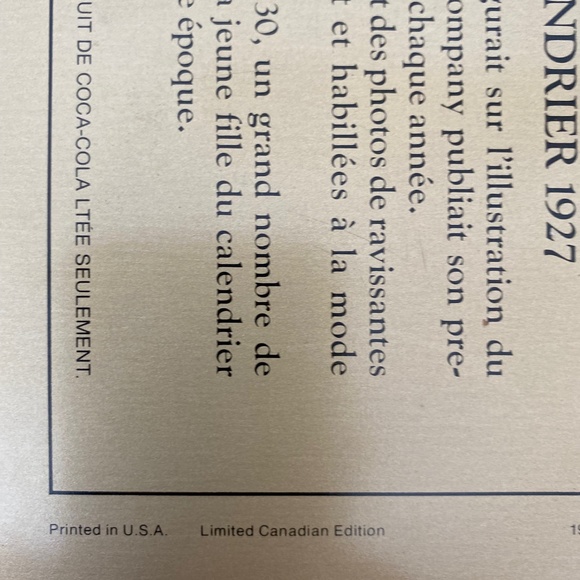 NDRIER 1927
gurait sur l'illustration du
ompany publiait son pre-
chaque année.
t des photos de ravissantes
t et habillées à la mode
30, un grand nombre de
a jeune fille du calendrier
e époque.
UIT DE COCA-COLA LTÉE SEULEMENT.
Printed in U.S.A. Limited Canadian Edition